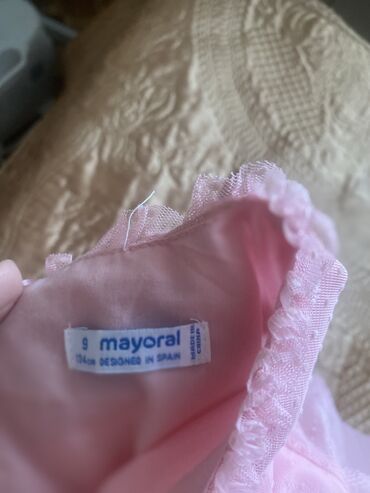 9 mayoral
134cm DESIGNED IN SPAIN
MADE IN
CHINA